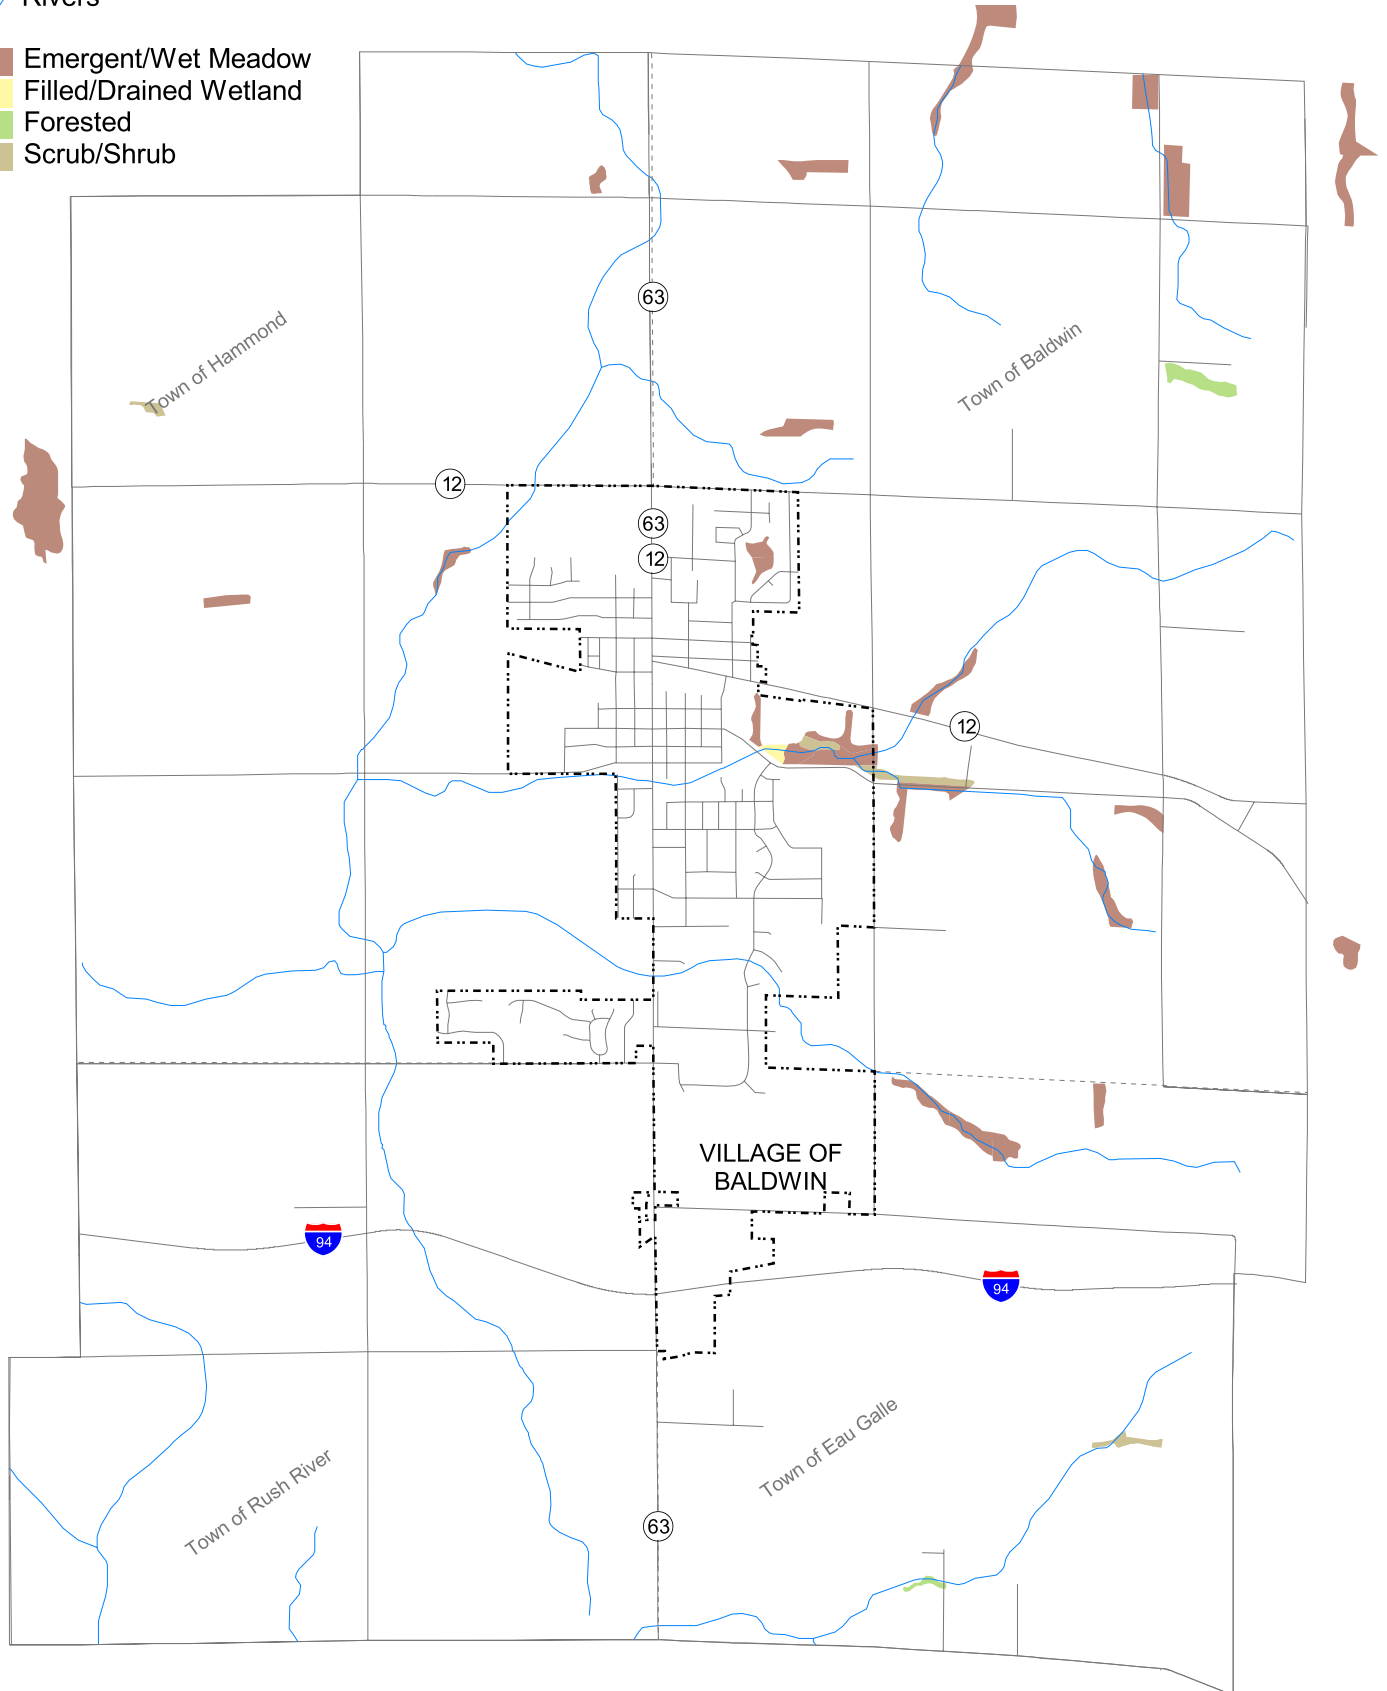 Rivers
Emergent/Wet Meadow
Filled/Drained Wetland
Forested
Scrub/Shrub
63
Town of Hammond
Town of Baldwin
12
63
12
12
VILLAGE OF
BALDWIN
94
94
Town of Eau Galle
Town of Rush River
63